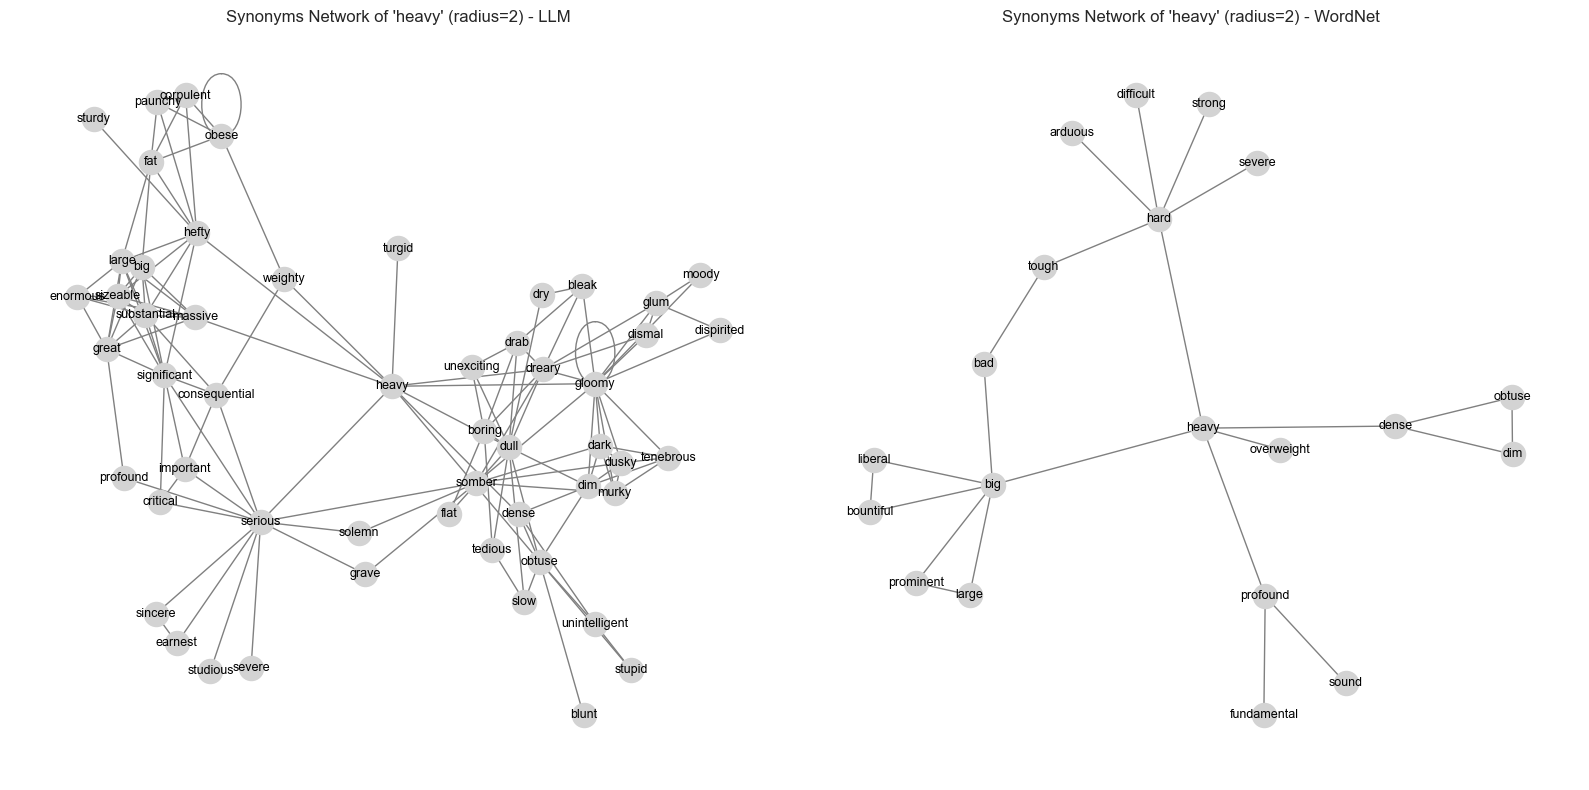 Synonyms Network of 'heavy' (radius=2) - LLM
paunchy
corpulent
sturdy
obese
fat
hefty
turgid
large
big
weighty
enormous
sizeable
substantial
massive
great
significant
consequential
heavy
profound
important
critical
serious
solemn
grave
sincere
earnest
studious
severe
moody
bleak
dry
glum
dispirited
dismal
drab
unexciting
dreary
gloomy
boring
dull
dark
dusky
tenebrous
somber
dim
murky
flat
dense
tedious
obtuse
slow
unintelligent
stupid
blunt
Synonyms Network of 'heavy' (radius=2) - WordNet
difficult
strong
arduous
severe
hard
tough
bad
obtuse
heavy
dense
overweight
dim
liberal
big
bountiful
prominent
large
profound
sound
fundamental